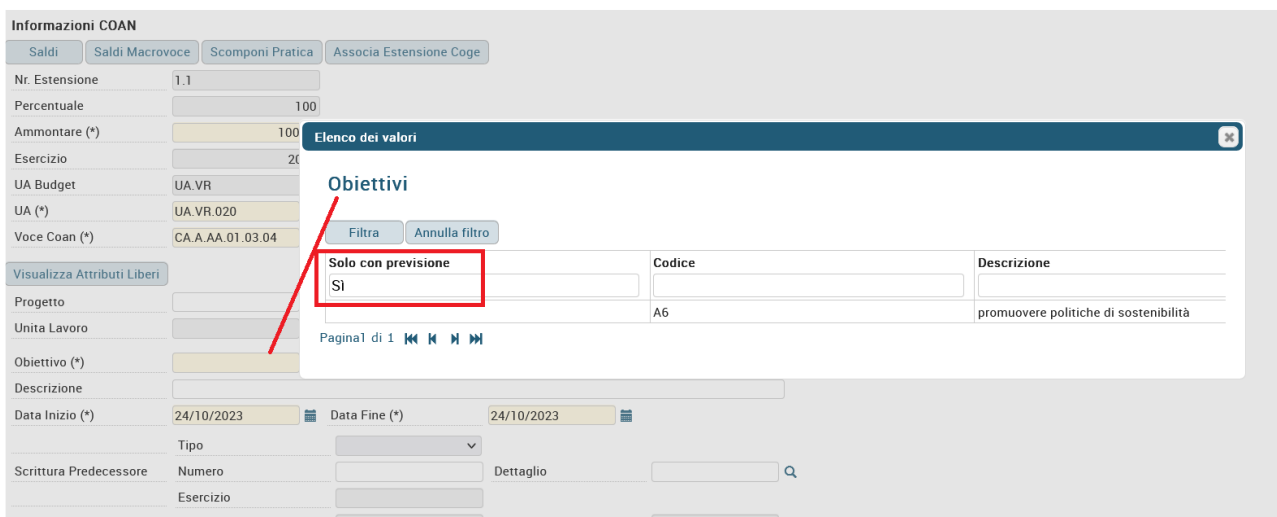 Informazioni COAN
Saldi Saldi Macrovoce Scomponi Pratica Associa Estensione Coge
Nr. Estensione 1.1
Percentuale 100
Ammontare (*) 100
Esercizio
UA Budget UA.VR
UA (*) UA.VR.020
Voce Coan (*) CA.A.AA.01.03.04
Visualizza Attributi Liberi
Progetto
Unita Lavoro
Obiettivo (*)
Descrizione
Data Inizio (*) 24/10/2023 Data Fine (*) 24/10/2023
Tipo
Scrittura Predecessore Numero Dettaglio
Esercizio
Elenco dei valori
Obiettivi
Filtra Annulla filtro
Solo con previsione Codice Descrizione
Sì
A6 promuovere politiche di sostenibilità
Pagina1 di 1